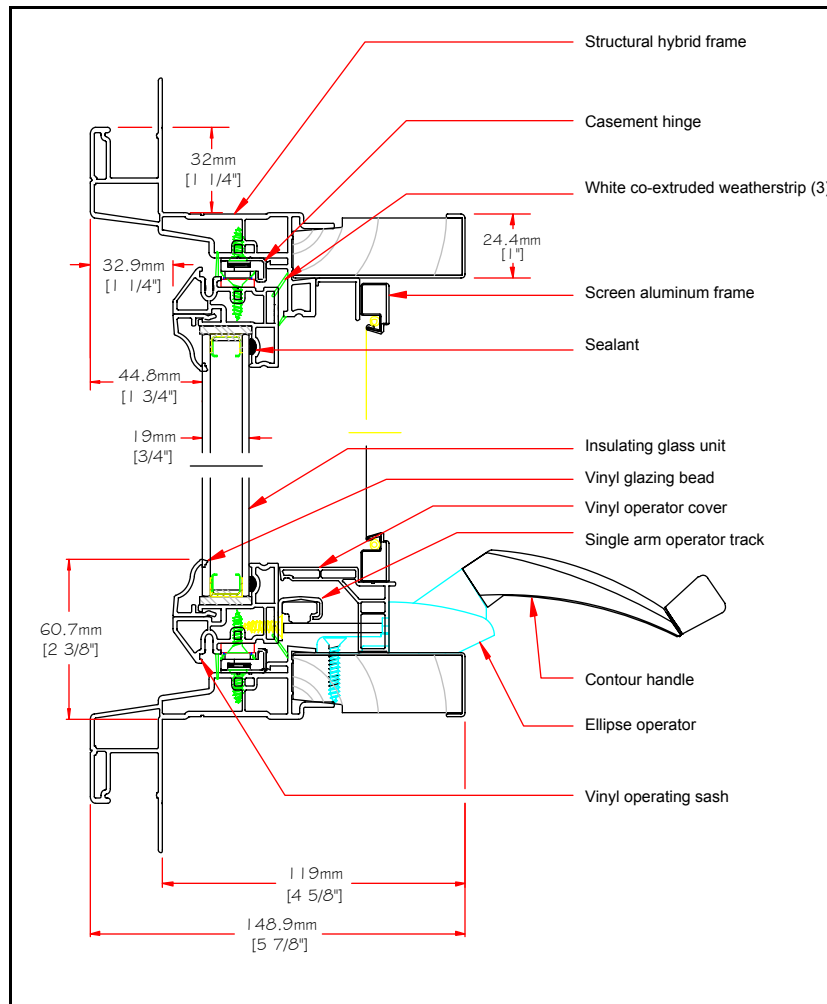 Structural hybrid frame
Casement hinge
32mm
[1 1/4"]
White co-extruded weatherstrip (3)
24.4mm
[1"]
32.9mm
[1 1/4"]
Screen aluminum frame
Sealant
44.8mm
[1 3/4"]
19mm
[3/4"]
Insulating glass unit
Vinyl glazing bead
Vinyl operator cover
Single arm operator track
60.7mm
[2 3/8"]
Contour handle
Ellipse operator
Vinyl operating sash
119mm
[4 5/8"]
148.9mm
[5 7/8"]